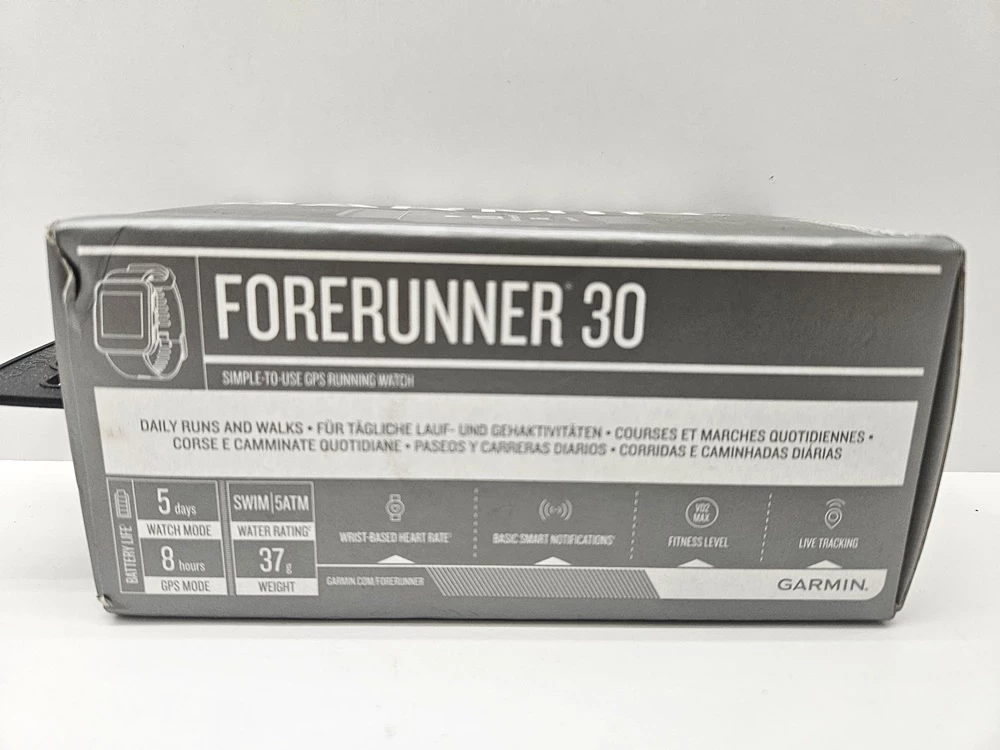 FORERUNNER® 30
SIMPLE-TO-USE GPS RUNNING WATCH
DAILY RUNS AND WALKS • FÜR TÄGLICHE LAUF- UND GEHAKTIVITÄTEN • COURSES ET MARCHES QUOTIDIENNES •
CORSE E CAMMINATE QUOTIDIANE • PASEOS Y CARRERAS DIARIOS • CORRIDAS E CAMINHADAS DIÁRIAS
BATTERY LIFE
5 days
WATCH MODE
8 hours
GPS MODE
SWIM|5ATM
WATER RATING
37
WEIGHT
WRIST-BASED HEART RATE
BASIC SMART NOTIFICATIONS
VO2
MAX
FITNESS LEVEL
LIVE TRACKING
GARMIN.COM/FORERUNNER
GARMIN.